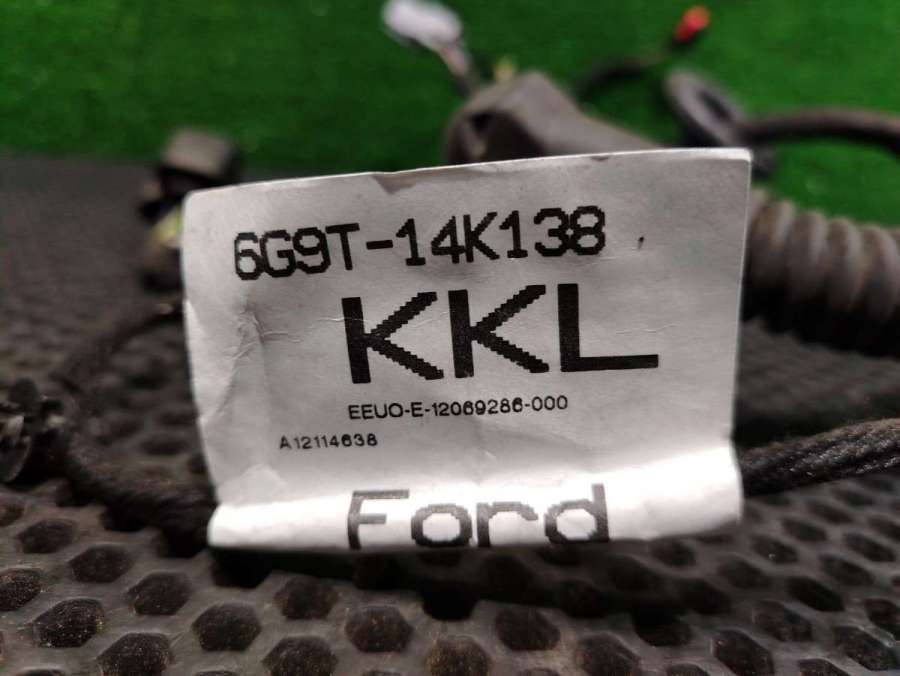 6G9T-14K138
KKL
EEUO-E-12069286-000
A12114638
Ford